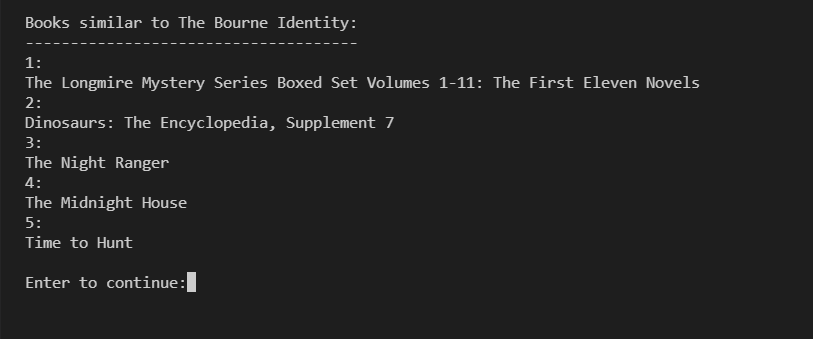 Books similar to The Bourne Identity:
-------------------------------------
1:
The Longmire Mystery Series Boxed Set Volumes 1-11: The First Eleven Novels
2:
Dinosaurs: The Encyclopedia, Supplement 7
3:
The Night Ranger
4:
The Midnight House
5:
Time to Hunt
Enter to continue: